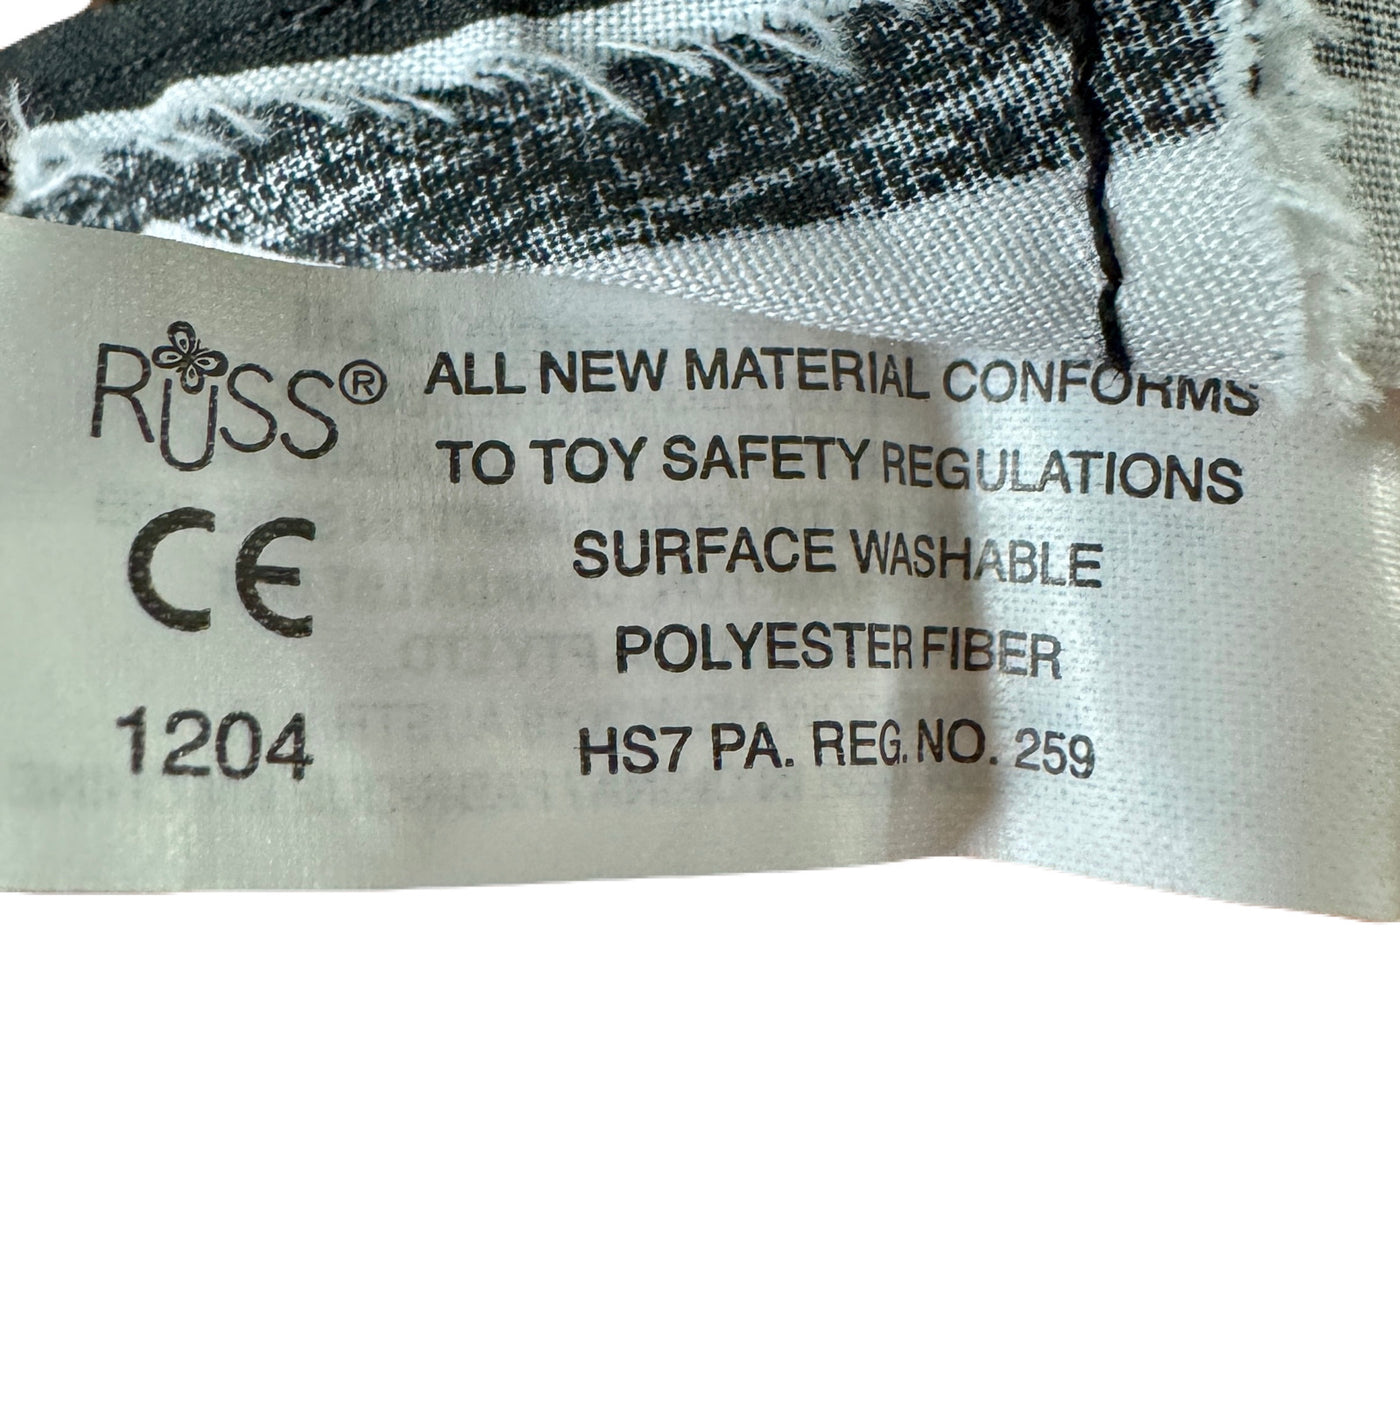 RUSS®
CE
1204
ALL NEW MATERIAL CONFORMS
TO TOY SAFETY REGULATIONS
SURFACE WASHABLE
POLYESTER FIBER
HS7 PA. REG. NO. 259